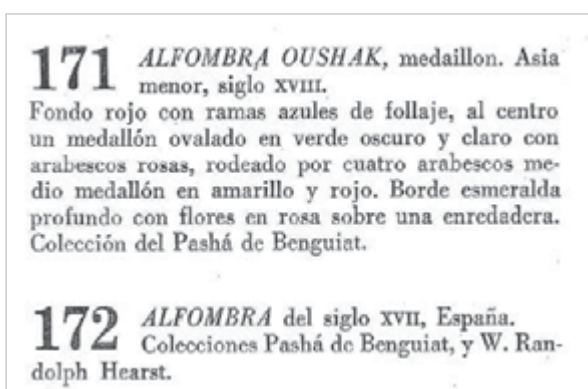 171 ALFOMBRA OUSHAK, medaillon. Asia
menor, siglo XVIII.
Fondo rojo con ramas azules de follaje, al centro
un medallón ovalado en verde oscuro y claro con
arabescos rosas, rodeado por cuatro arabescos me-
dio medallón en amarillo y rojo. Borde esmeralda
profundo con flores en rosa sobre una enredadera.
Colección del Pashá de Benguiat.
172 ALFOMBRA del siglo XVII, España.
Colecciones Pashá de Benguiat, y W. Ran-
dolph Hearst.